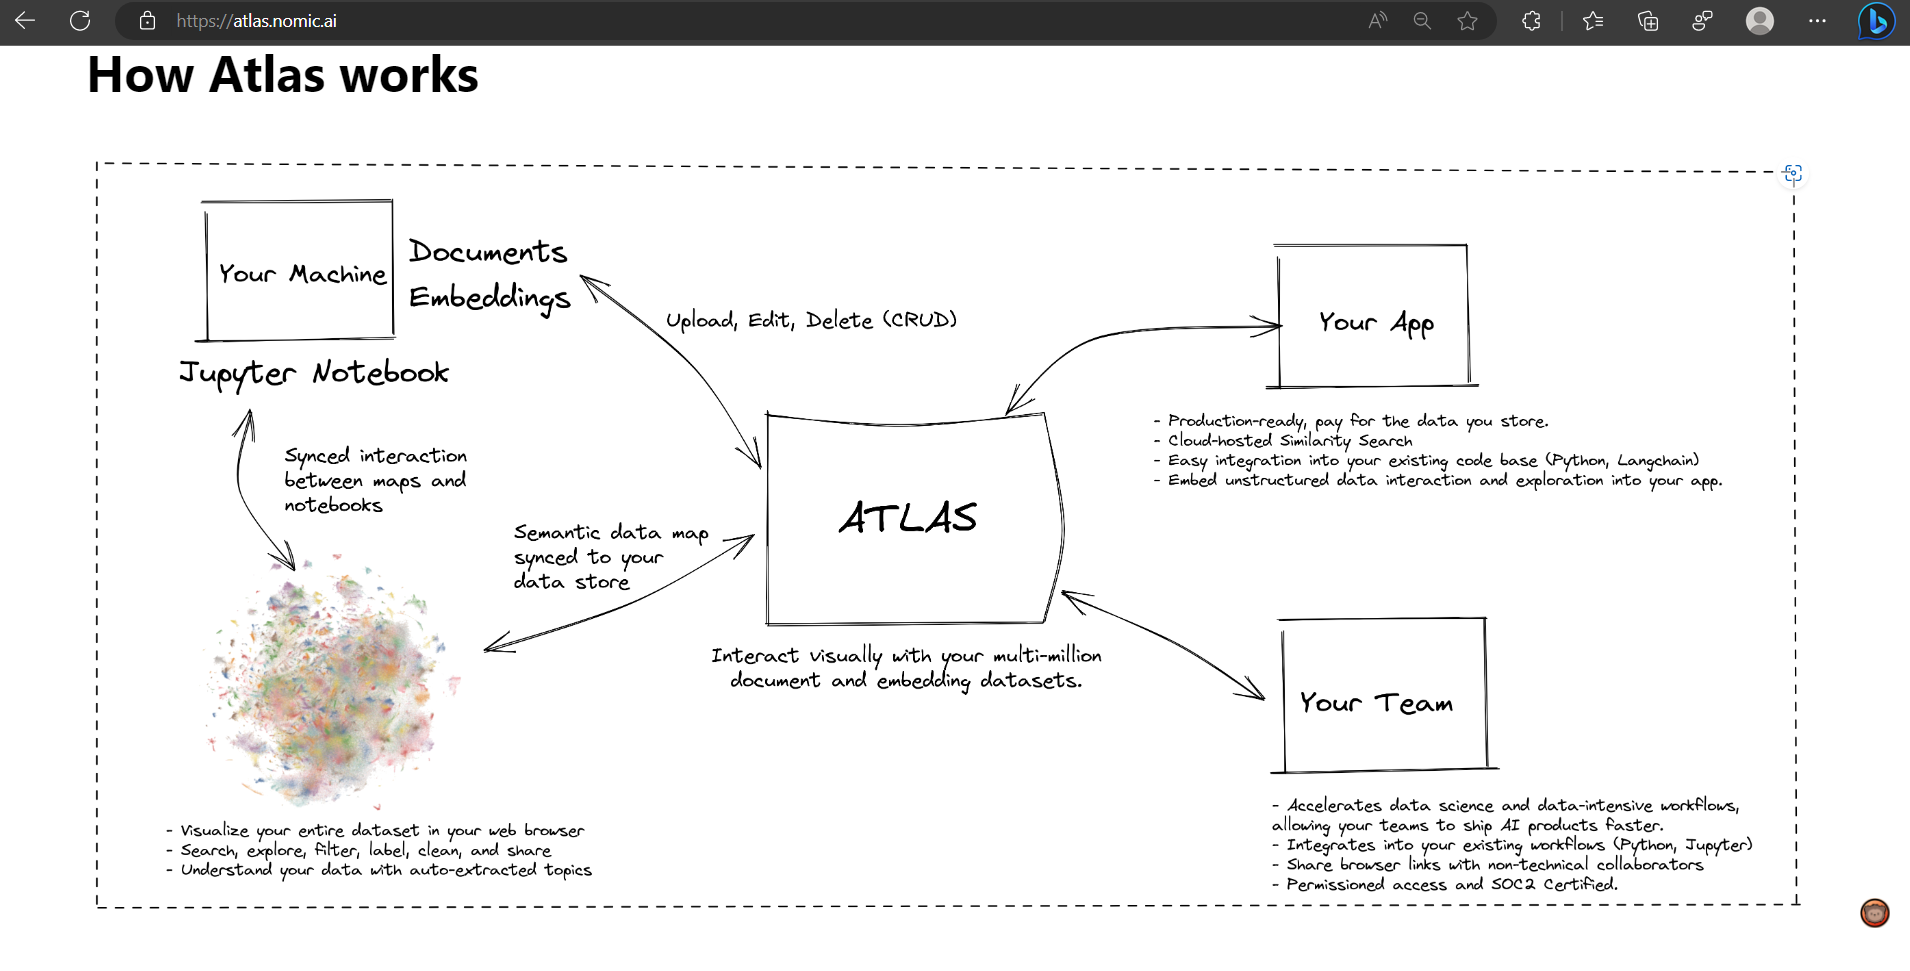 https://atlas.nomic.ai
How Atlas works
Your Machine
Documents
Embeddings
Jupyter Notebook
Upload, Edit, Delete (CRUD)
Your App
- Production-ready, pay for the data you store.
- Cloud-hosted Similarity Search
- Easy integration into your existing code base (Python, Langchain)
- Embed unstructured data interaction and exploration into your app.
Synced interaction
between maps and
notebooks
Semantic data map
synced to your
data store
ATLAS
Interact visually with your multi-million
document and embedding datasets.
Your Team
- Visualize your entire dataset in your web browser
- Search, explore, filter, label, clean, and share
- Understand your data with auto-extracted topics
- Accelerates data science and data-intensive workflows,
allowing your teams to ship AI products faster.
- Integrates into your existing workflows (Python, Jupyter)
- Share browser links with non-technical collaborators
- Permissioned access and SOC2 Certified.